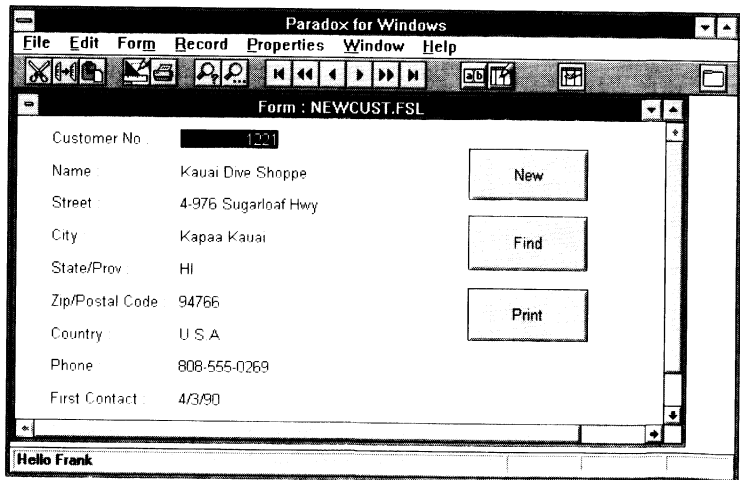 Paradox for Windows
File Edit Form Record Properties Window Help
Form : NEWCUST.FSL
Customer No : 1221
Name : Kauai Dive Shoppe
Street : 4-976 Sugarloaf Hwy
City : Kapaa Kauai
State/Prov : HI
Zip/Postal Code : 94766
Country : U.S.A.
Phone : 808-555-0269
First Contact : 4/3/90
New
Find
Print
Hello Frank